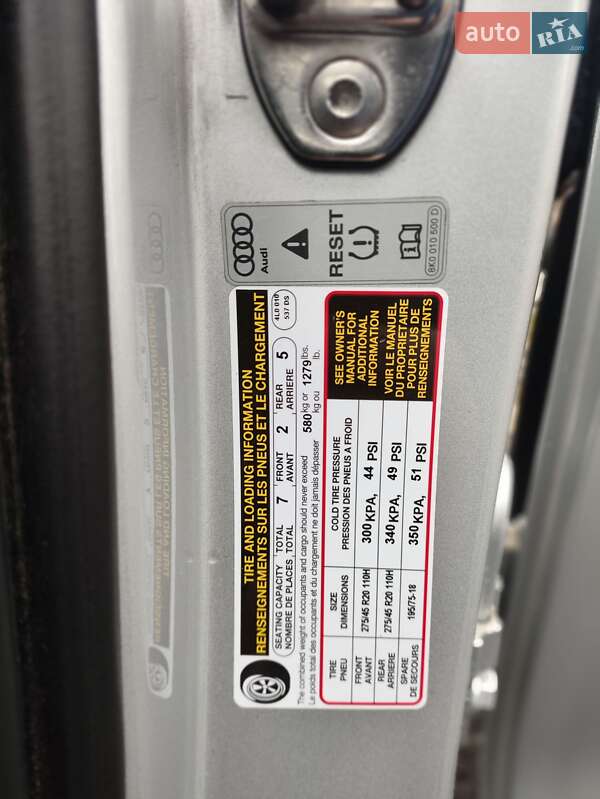 auto RIA.com
Audi
RESET
8K0 010 500 D
TIRE AND LOADING INFORMATION
RENSEIGNEMENTS SUR LES PNEUS ET LE CHARGEMENT
4L0 010
537 DS
SEATING CAPACITY TOTAL 7 FRONT 2 REAR 5
NOMBRE DE PLACES TOTAL AVANT ARRIERE
The combined weight of occupants and cargo should never exceed 580 kg or 1279 lbs.
Le poids total des occupants et du chargement ne doit jamais dépasser kg ou lb.
TIRE SIZE COLD TIRE PRESSURE
PNEU DIMENSIONS PRESSION DES PNEUS A FROID
FRONT
AVANT 275/45 R20 110H 300 KPA, 44 PSI
REAR
ARRIERE 275/45 R20 110H 340 KPA, 49 PSI
SPARE
DE SECOURS 195/75-18 350 KPA, 51 PSI
SEE OWNER'S
MANUAL FOR
ADDITIONAL
INFORMATION
VOIR LE MANUEL
DU PROPRIETAIRE
POUR PLUS DE
RENSEIGNEMENTS